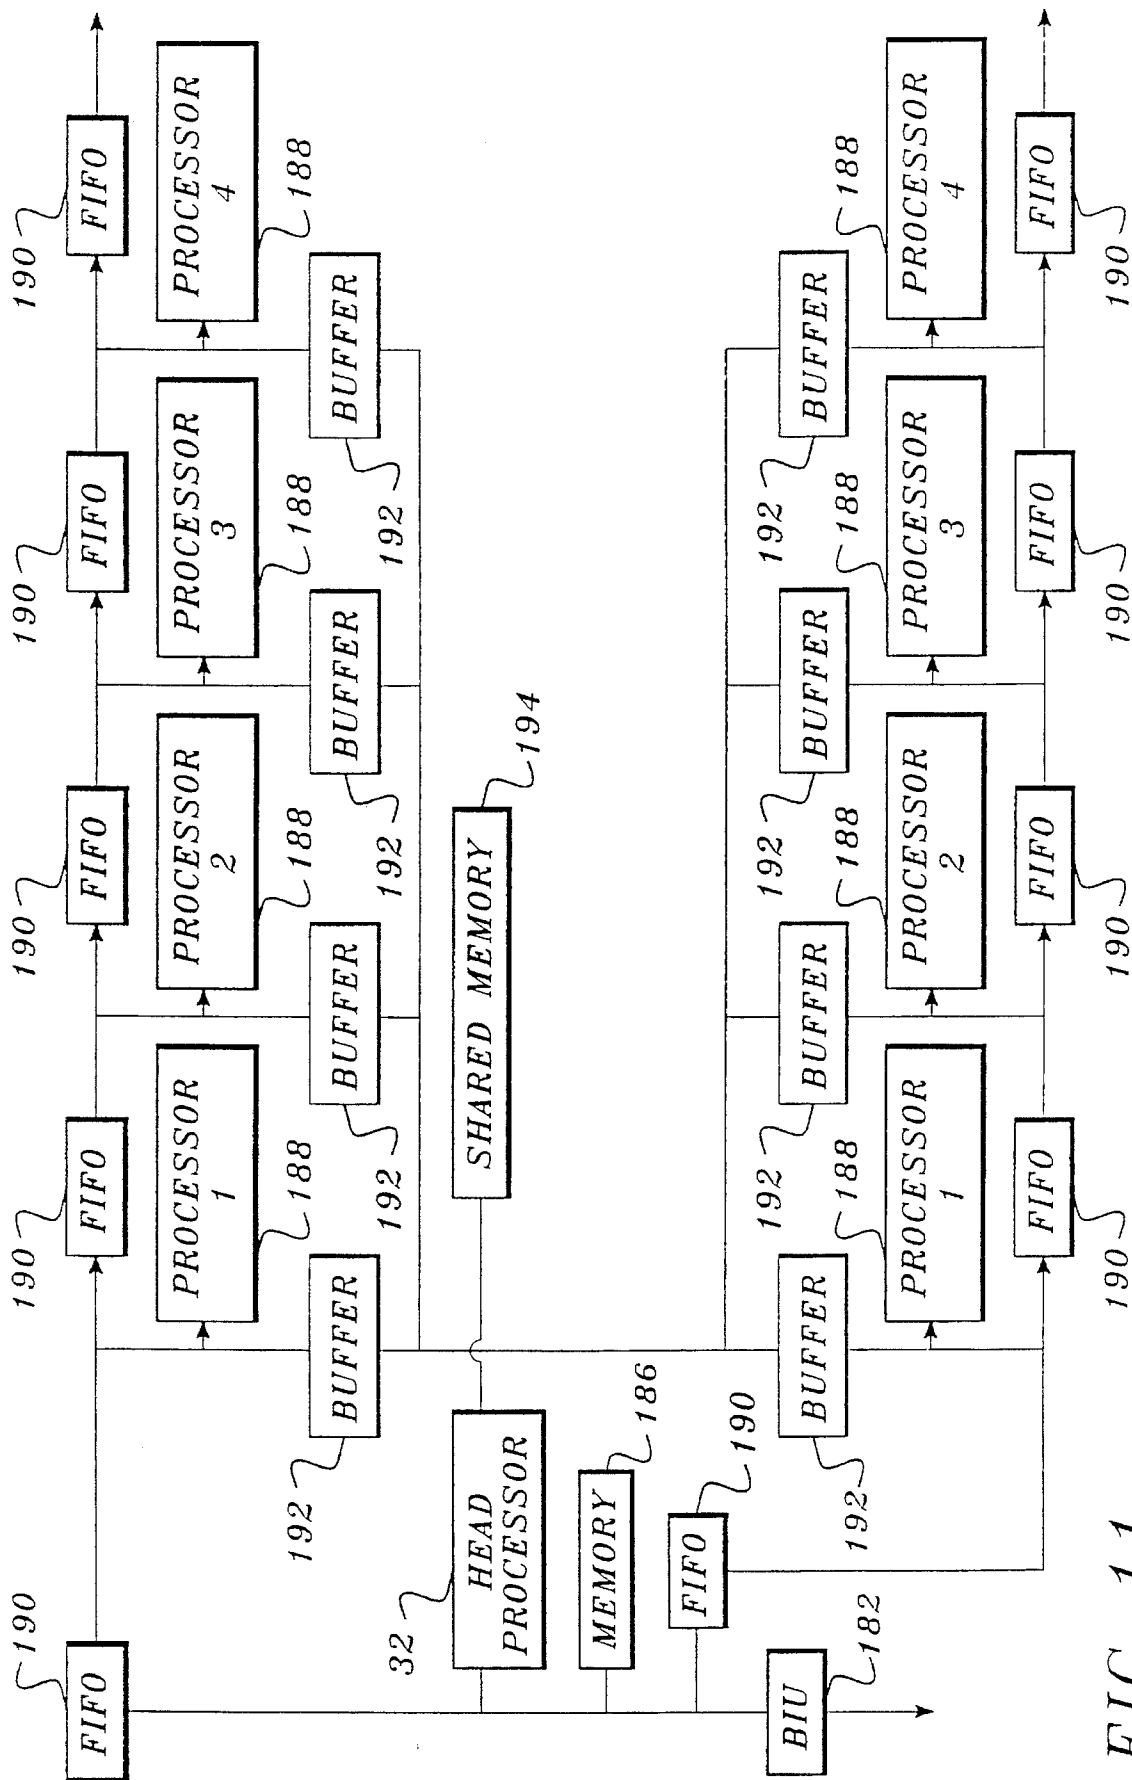 190 190 190 190 190
FIFO FIFO FIFO FIFO FIFO
PROCESSOR 1
PROCESSOR 2
PROCESSOR 3
PROCESSOR 4
188 188 188 188
192
BUFFER BUFFER BUFFER BUFFER
192 192 192
32
HEAD
PROCESSOR
SHARED MEMORY
194
MEMORY
186
FIFO
190
192 192 192
BIU
182
BUFFER BUFFER BUFFER BUFFER
192
188 188 188 188
PROCESSOR 1
PROCESSOR 2
PROCESSOR 3
PROCESSOR 4
FIFO FIFO FIFO FIFO
190 190 190 190
FIG. 11